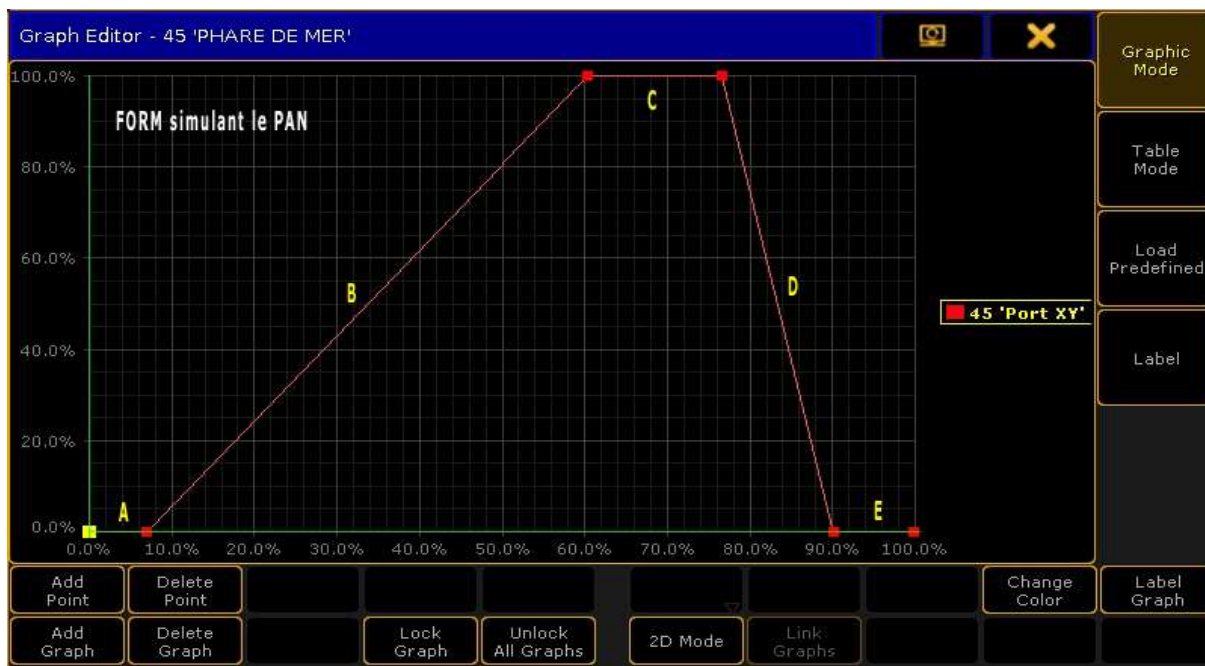 Graph Editor - 45 'PHARE DE MER'
Graphic
Mode
100.0%
FORM simulant le PAN
C
80.0%
Table
Mode
60.0%
Load
Predefined
B
D
45 'Port XY'
40.0%
Label
20.0%
A
E
0.0%
0.0% 10.0% 20.0% 30.0% 40.0% 50.0% 60.0% 70.0% 80.0% 90.0% 100.0%
Add
Point
Delete
Point
Change
Color
Label
Graph
Add
Graph
Delete
Graph
Lock
Graph
Unlock
All Graphs
2D Mode
Link
Graphs